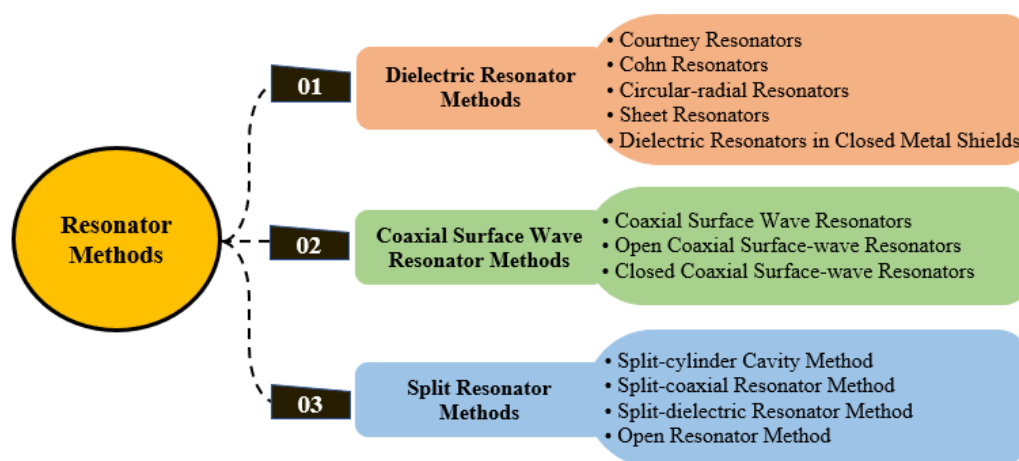 Resonator
Methods
01
Dielectric Resonator
Methods
• Courtney Resonators
• Cohn Resonators
• Circular-radial Resonators
• Sheet Resonators
• Dielectric Resonators in Closed Metal Shields
02
Coaxial Surface Wave
Resonator Methods
• Coaxial Surface Wave Resonators
• Open Coaxial Surface-wave Resonators
• Closed Coaxial Surface-wave Resonators
03
Split Resonator
Methods
• Split-cylinder Cavity Method
• Split-coaxial Resonator Method
• Split-dielectric Resonator Method
• Open Resonator Method